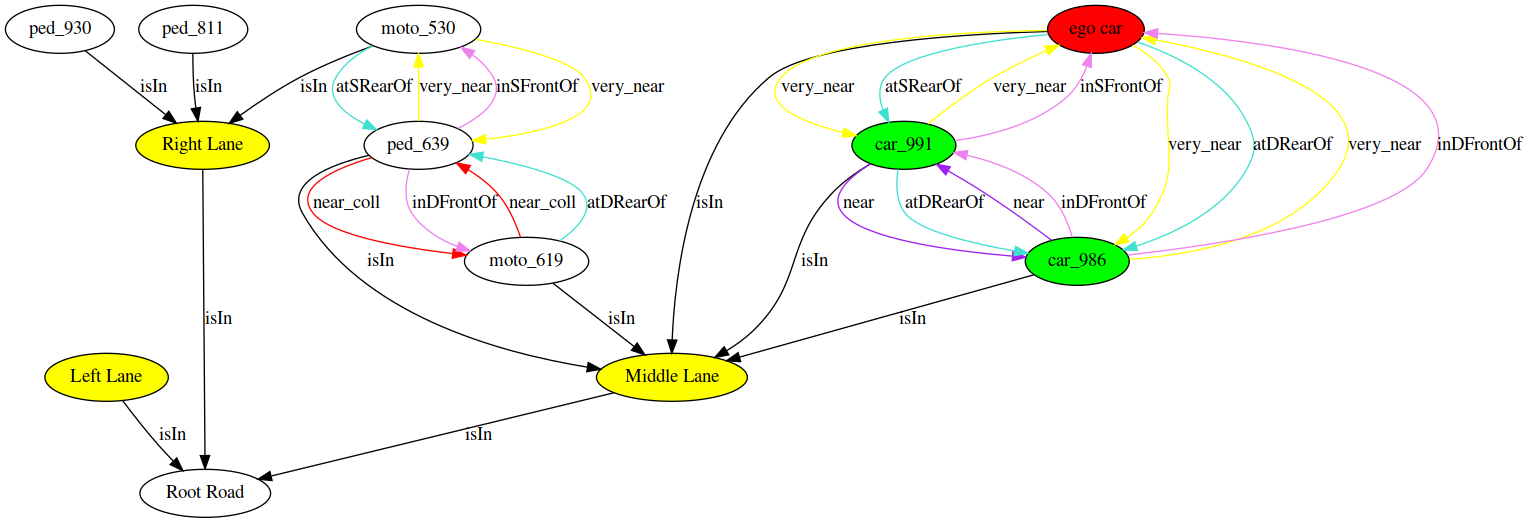 ped_930 ped_811 moto_530 ego car
isIn isIn isIn atSRearOf very_near inSFrontOf very_near very_near atSRearOf very_near inSFrontOf
Right Lane ped_639 car_991 very_near atDRearOf very_near inDFrontOf
near_coll inDFrontOf near_coll atDRearOf isIn near atDRearOf near inDFrontOf
isIn moto_619 isIn car_986
isIn isIn isIn
Left Lane Middle Lane
isIn isIn
Root Road